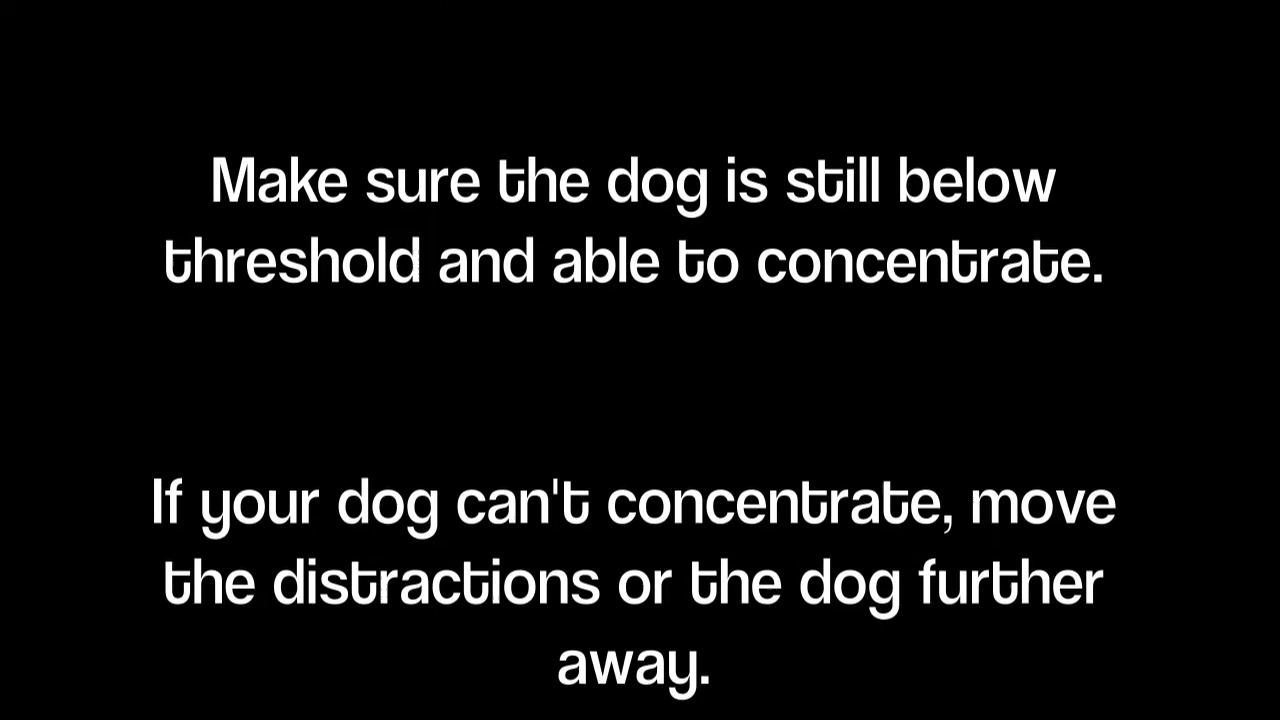 Make sure the dog is still below
threshold and able to concentrate.
If your dog can't concentrate, move
the distractions or the dog further
away.